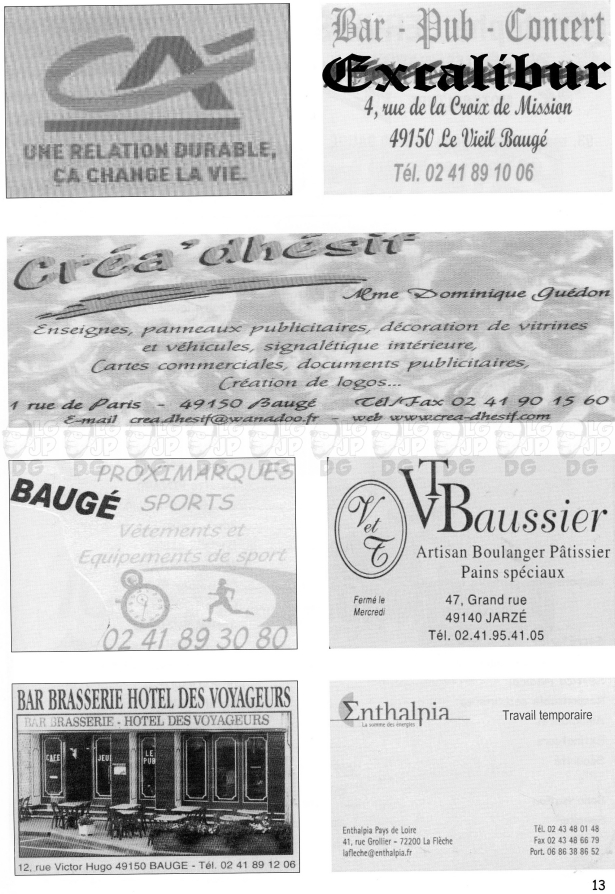 CA
UNE RELATION DURABLE,
ÇA CHANGE LA VIE.
Bar - Pub - Concert
Excalibur
4, rue de la Croix de Mission
49150 Le Vieil Baugé
Tél. 02 41 89 10 06
Créa'dhésif
Mme Dominique Guédon
Enseignes, panneaux publicitaires, décoration de vitrines
et véhicules, signalétique intérieure,
Cartes commerciales, documents publicitaires,
Création de logos...
1 rue de Paris - 49150 Baugé Tél/Fax 02 41 90 15 60
E-mail crea.dhesif@wanadoo.fr - web www.crea-dhesif.com
PROXIMARQUES
BAUGÉ
SPORTS
Vêtements et
Equipements de sport
02 41 89 30 80
V et T
VT Baussier
Artisan Boulanger Pâtissier
Pains spéciaux
Fermé le
Mercredi
47, Grand rue
49140 JARZÉ
Tél. 02.41.95.41.05
BAR BRASSERIE HOTEL DES VOYAGEURS
BAR BRASSERIE - HOTEL DES VOYAGEURS
CAFE
JEUX
LE
PUB
12, rue Victor Hugo 49150 BAUGE - Tél. 02 41 89 12 06
Enthalpia
La somme des énergies
Travail temporaire
Enthalpia Pays de Loire
41, rue Grollier - 72200 La Flèche
lafleche@enthalpia.fr
Tél. 02 43 48 01 48
Fax 02 43 48 66 79
Port. 06 86 38 86 52
13